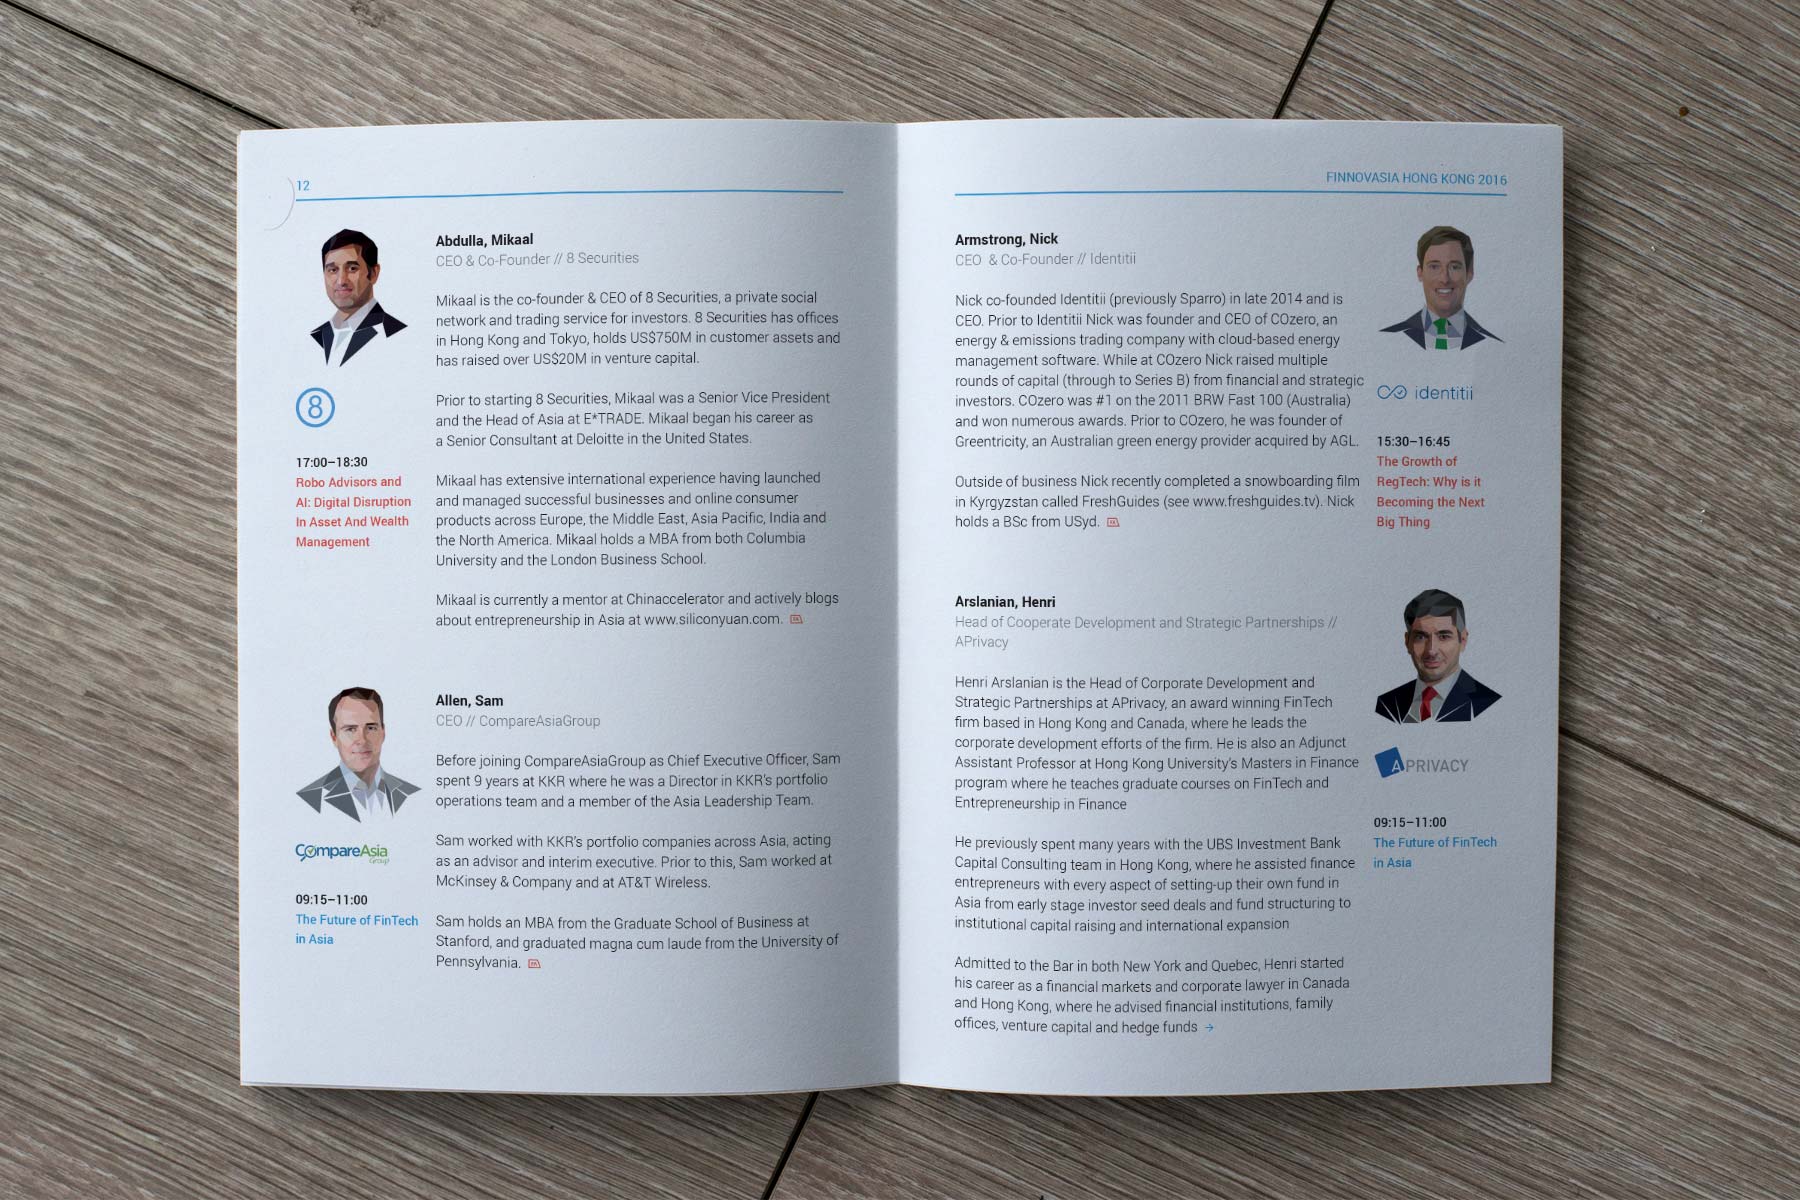 12
Abdulla, Mikaal
CEO & Co-Founder // 8 Securities
Mikaal is the co-founder & CEO of 8 Securities, a private social
network and trading service for investors. 8 Securities has offices
in Hong Kong and Tokyo, holds US$750M in customer assets and
has raised over US$20M in venture capital.
Prior to starting 8 Securities, Mikaal was a Senior Vice President
and the Head of Asia at E*TRADE. Mikaal began his career as
a Senior Consultant at Deloitte in the United States.
Mikaal has extensive international experience having launched
and managed successful businesses and online consumer
products across Europe, the Middle East, Asia Pacific, India and
the North America. Mikaal holds a MBA from both Columbia
University and the London Business School.
Mikaal is currently a mentor at Chinaccelerator and actively blogs
about entrepreneurship in Asia at www.siliconyuan.com.
8
17:00–18:30
Robo Advisors and
AI: Digital Disruption
In Asset And Wealth
Management
Allen, Sam
CEO // CompareAsiaGroup
Before joining CompareAsiaGroup as Chief Executive Officer, Sam
spent 9 years at KKR where he was a Director in KKR's portfolio
operations team and a member of the Asia Leadership Team.
Sam worked with KKR's portfolio companies across Asia, acting
as an advisor and interim executive. Prior to this, Sam worked at
McKinsey & Company and at AT&T Wireless.
Sam holds an MBA from the Graduate School of Business at
Stanford, and graduated magna cum laude from the University of
Pennsylvania.
CompareAsia
Group
09:15–11:00
The Future of FinTech
in Asia
FINNOVASIA HONG KONG 2016
Armstrong, Nick
CEO & Co-Founder // Identitii
Nick co-founded Identitii (previously Sparro) in late 2014 and is
CEO. Prior to Identitii Nick was founder and CEO of COzero, an
energy & emissions trading company with cloud-based energy
management software. While at COzero Nick raised multiple
rounds of capital (through to Series B) from financial and strategic
investors. COzero was #1 on the 2011 BRW Fast 100 (Australia)
and won numerous awards. Prior to COzero, he was founder of
Greentricity, an Australian green energy provider acquired by AGL.
Outside of business Nick recently completed a snowboarding film
in Kyrgyzstan called FreshGuides (see www.freshguides.tv). Nick
holds a BSc from USyd.
identitii
15:30–16:45
The Growth of
RegTech: Why is it
Becoming the Next
Big Thing
Arslanian, Henri
Head of Cooperate Development and Strategic Partnerships //
APrivacy
Henri Arslanian is the Head of Corporate Development and
Strategic Partnerships at APrivacy, an award winning FinTech
firm based in Hong Kong and Canada, where he leads the
corporate development efforts of the firm. He is also an Adjunct
Assistant Professor at Hong Kong University's Masters in Finance
program where he teaches graduate courses on FinTech and
Entrepreneurship in Finance
He previously spent many years with the UBS Investment Bank
Capital Consulting team in Hong Kong, where he assisted finance
entrepreneurs with every aspect of setting-up their own fund in
Asia from early stage investor seed deals and fund structuring to
institutional capital raising and international expansion
Admitted to the Bar in both New York and Quebec, Henri started
his career as a financial markets and corporate lawyer in Canada
and Hong Kong, where he advised financial institutions, family
offices, venture capital and hedge funds →
APRIVACY
09:15–11:00
The Future of FinTech
in Asia